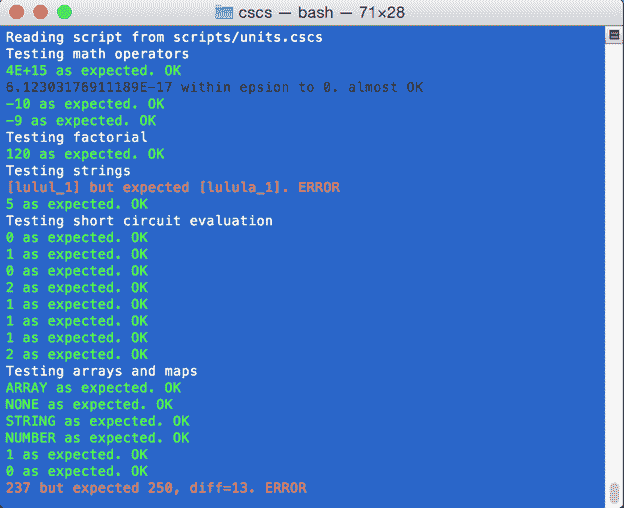 cscs — bash — 71×28
Reading script from scripts/units.cscs
Testing math operators
4E+15 as expected. OK
6.12303176911189E-17 within epsion to 0. almost OK
-10 as expected. OK
-9 as expected. OK
Testing factorial
120 as expected. OK
Testing strings
[lulul_1] but expected [lulula_1]. ERROR
5 as expected. OK
Testing short circuit evaluation
0 as expected. OK
1 as expected. OK
0 as expected. OK
2 as expected. OK
1 as expected. OK
1 as expected. OK
1 as expected. OK
2 as expected. OK
Testing arrays and maps
ARRAY as expected. OK
NONE as expected. OK
STRING as expected. OK
NUMBER as expected. OK
1 as expected. OK
0 as expected. OK
237 but expected 250, diff=13. ERROR